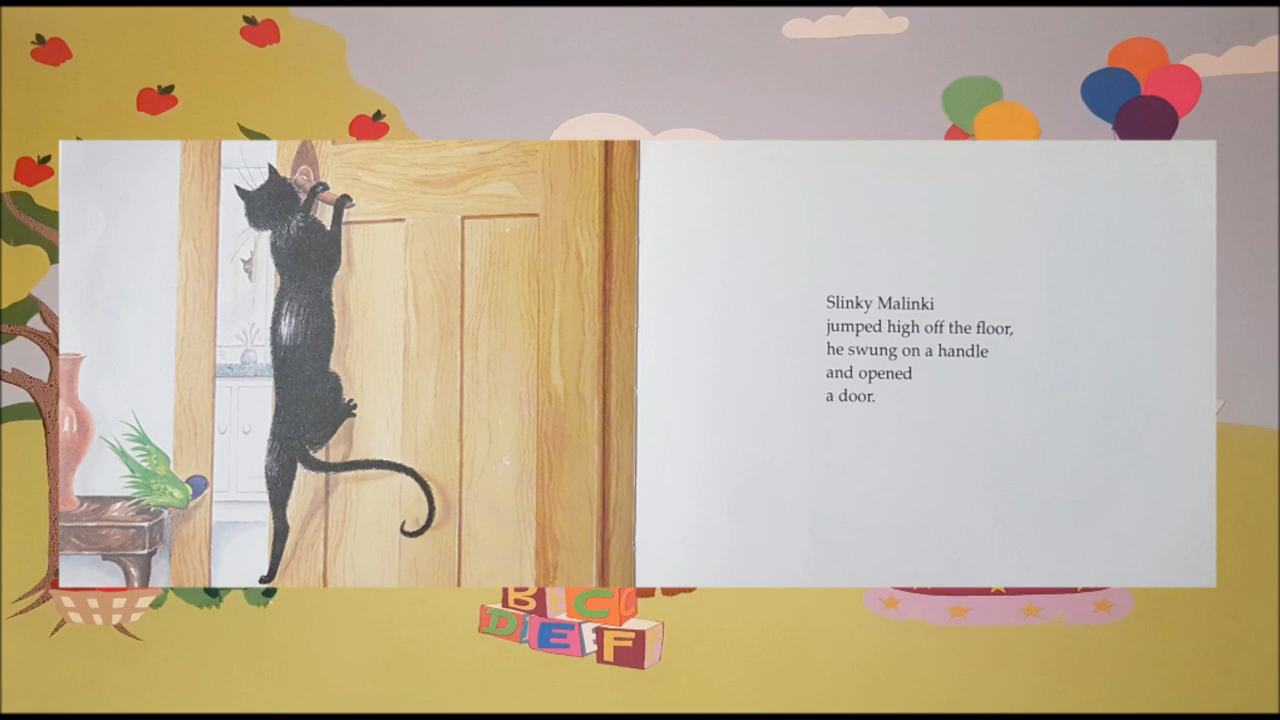 Slinky Malinki
jumped high off the floor,
he swung on a handle
and opened
a door.
B C
D E F